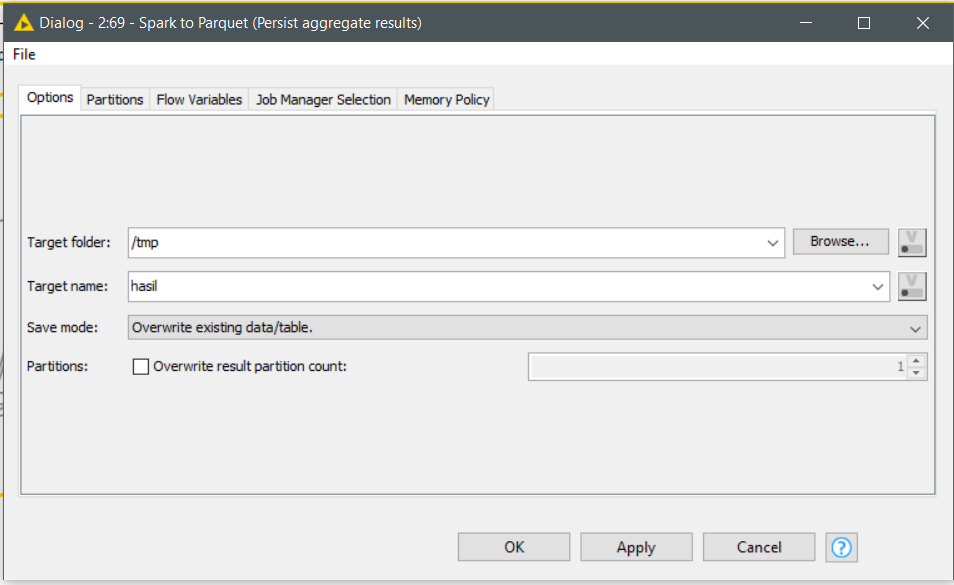 Dialog - 2:69 - Spark to Parquet (Persist aggregate results)
File
Options Partitions Flow Variables Job Manager Selection Memory Policy
Target folder: /tmp Browse... V
Target name: hasil V
Save mode: Overwrite existing data/table.
Partitions: Overwrite result partition count: 1
OK Apply Cancel ?